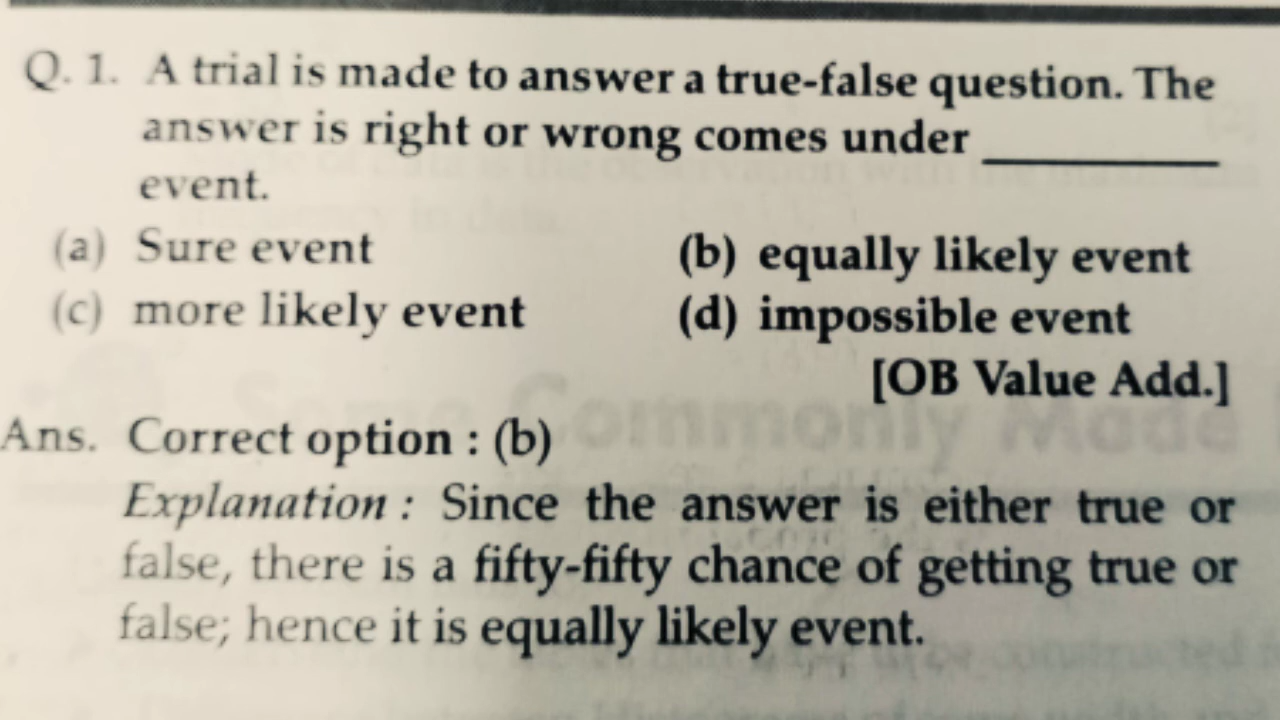 Q. 1. A trial is made to answer a true-false question. The
answer is right or wrong comes under __________
event.
(a) Sure event (b) equally likely event
(c) more likely event (d) impossible event
[OB Value Add.]
Ans. Correct option : (b)
Explanation : Since the answer is either true or
false, there is a fifty-fifty chance of getting true or
false; hence it is equally likely event.